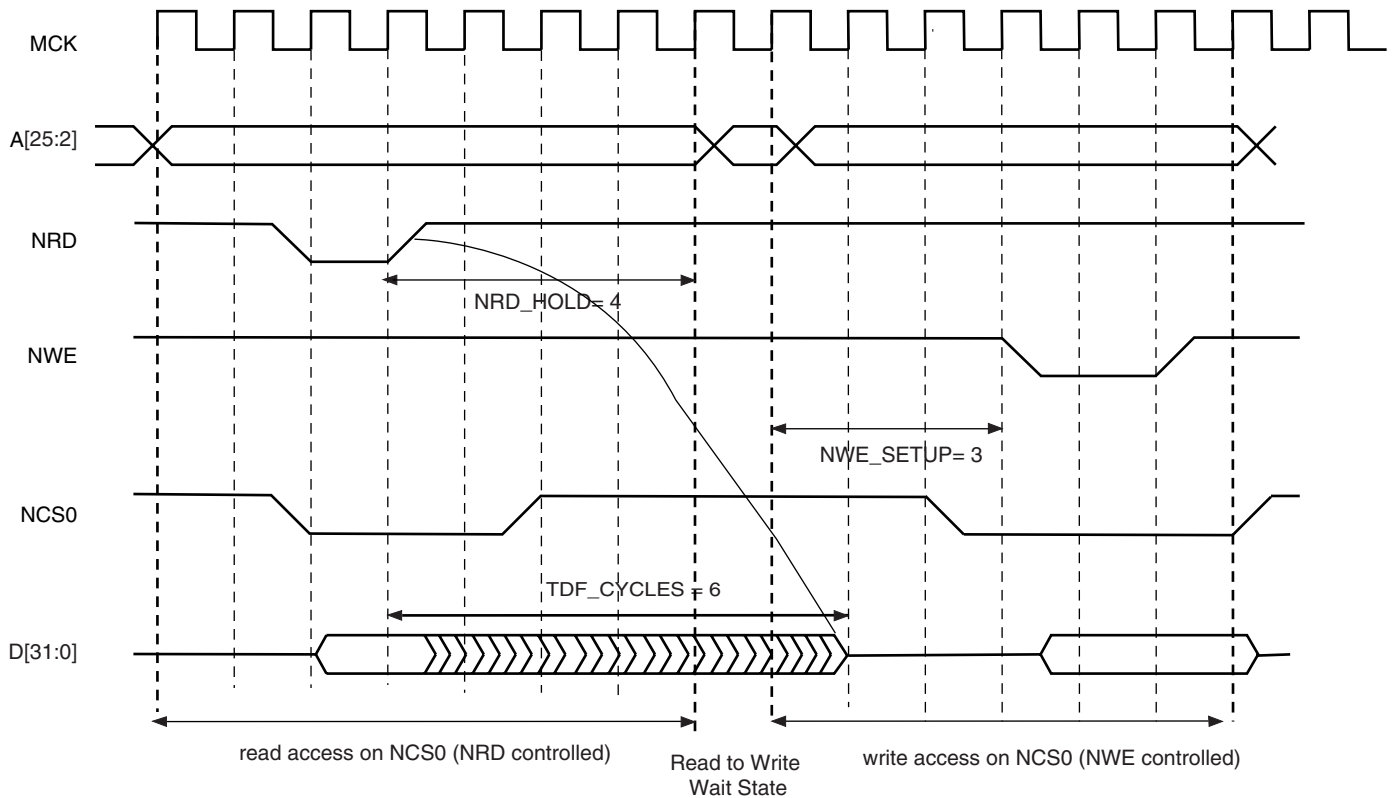 MCK
A[25:2]
NRD
NRD_HOLD= 4
NWE
NWE_SETUP= 3
NCS0
TDF_CYCLES = 6
D[31:0]
read access on NCS0 (NRD controlled)
Read to Write
Wait State
write access on NCS0 (NWE controlled)